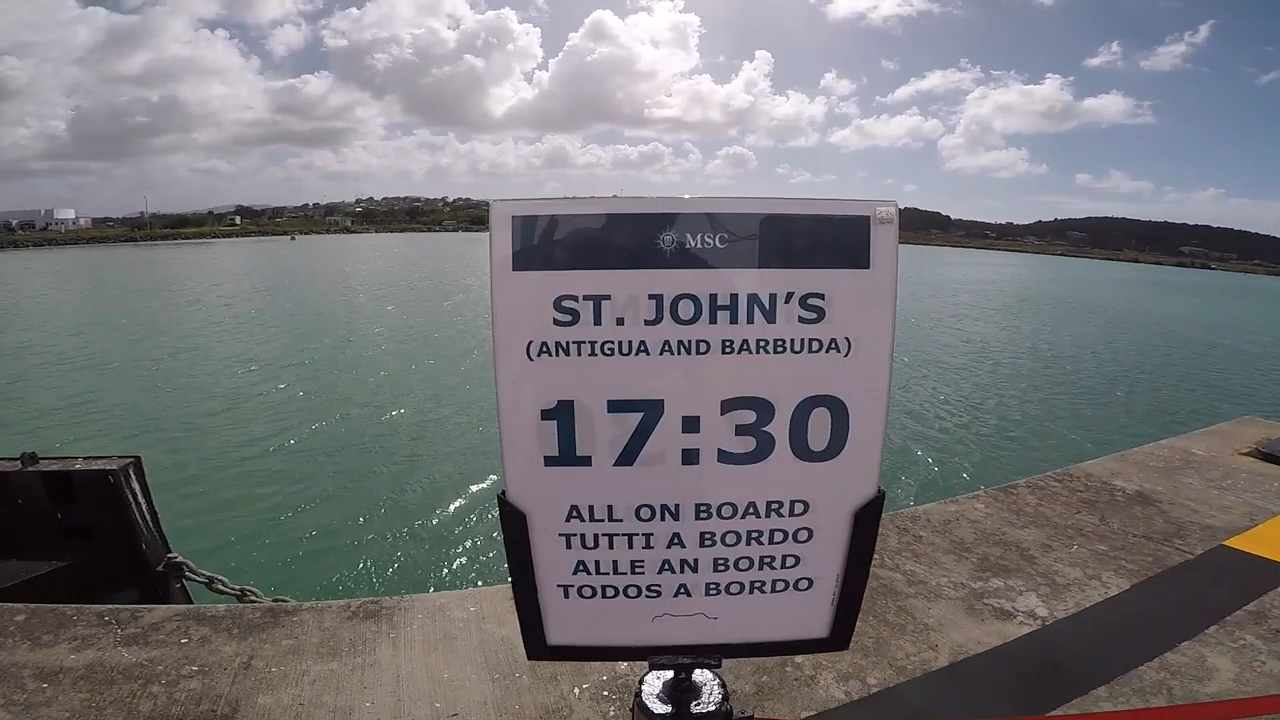 MSC
ST. JOHN'S
(ANTIGUA AND BARBUDA)
17:30
ALL ON BOARD
TUTTI A BORDO
ALLE AN BORD
TODOS A BORDO